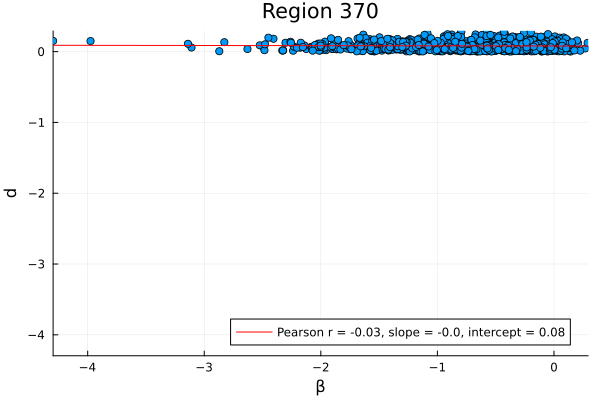 Region 370
d
0
−1
−2
−3
−4
Pearson r = -0.03, slope = -0.0, intercept = 0.08
−4 −3 −2 −1 0
β